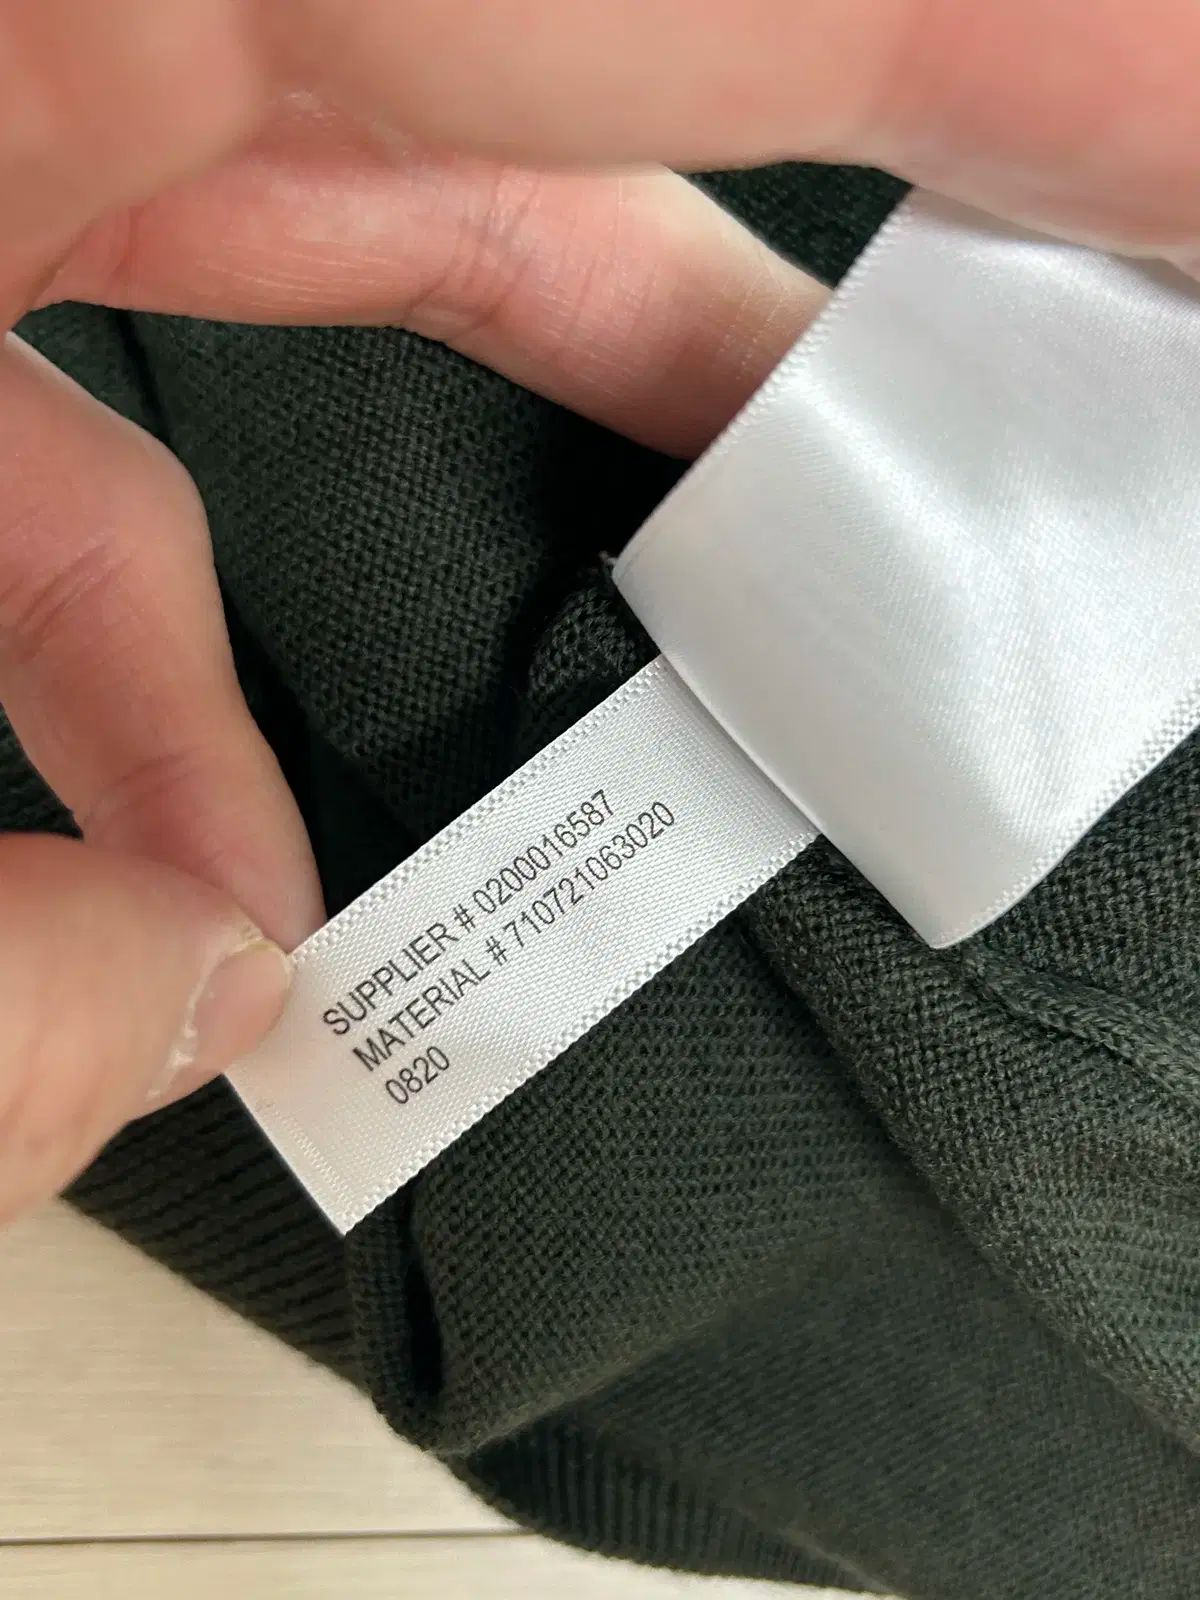 SUPPLIER # 0200016587
MATERIAL # 710721063020
0820